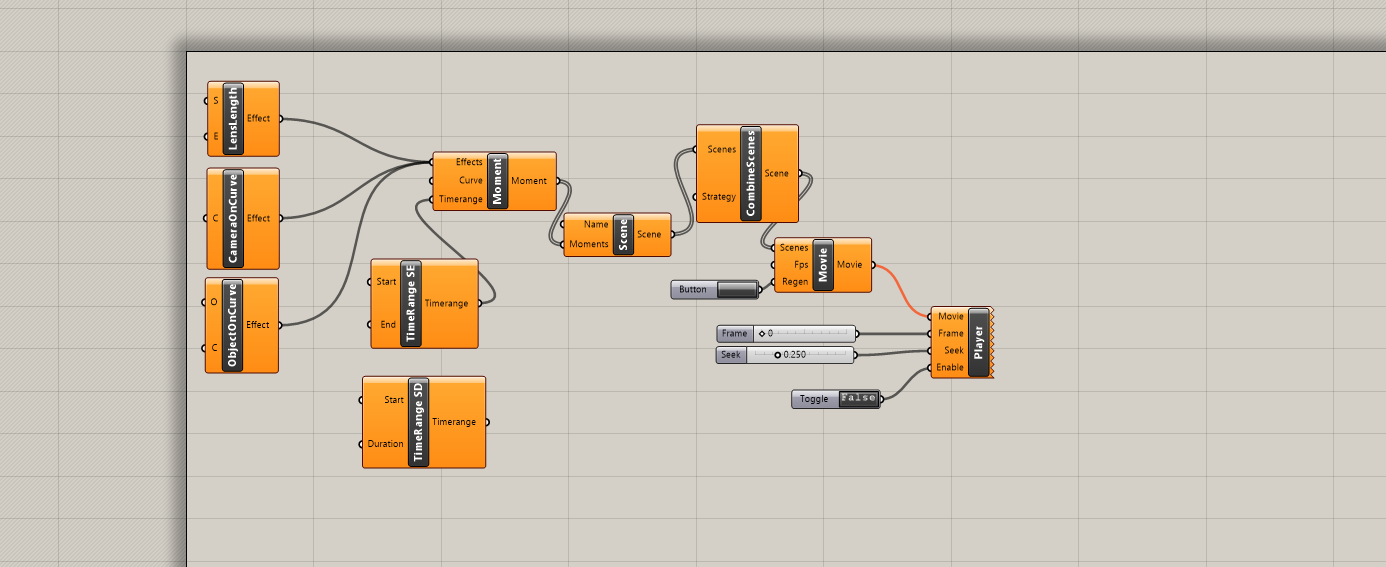 S
E
LensLength
Effect
C
CameraOnCurve
Effect
O
C
ObjectOnCurve
Effect
Effects
Curve
Timerange
Moment
Moment
Start
End
TimeRange SE
Timerange
Start
Duration
TimeRange SD
Timerange
Name
Moments
Scene
Scene
Scenes
Strategy
CombineScenes
Scene
Button
Scenes
Fps
Regen
Movie
Movie
Frame 0
Seek 0.250
Toggle False
Movie
Frame
Seek
Enable
Player